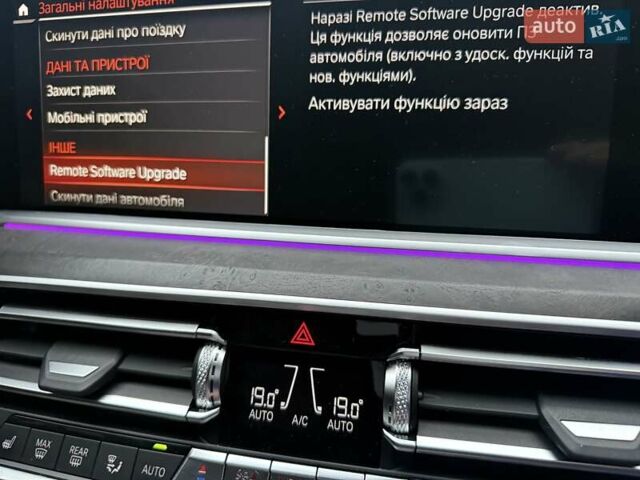 Загальні налаштування
Скинути дані про поїздку
ДАНІ ТА ПРИСТРОЇ
Захист даних
Мобільні пристрої
ІНШЕ
Remote Software Upgrade
Скинути дані автомобіля
Наразі Remote Software Upgrade деактив.
Ця функція дозволяє оновити ПЗ
автомобіля (включно з удоск. функцій та
нов. функціями).
Активувати функцію зараз
auto RIA .com
19.0° 19.0°
AUTO A/C AUTO
MAX
REAR
AUTO